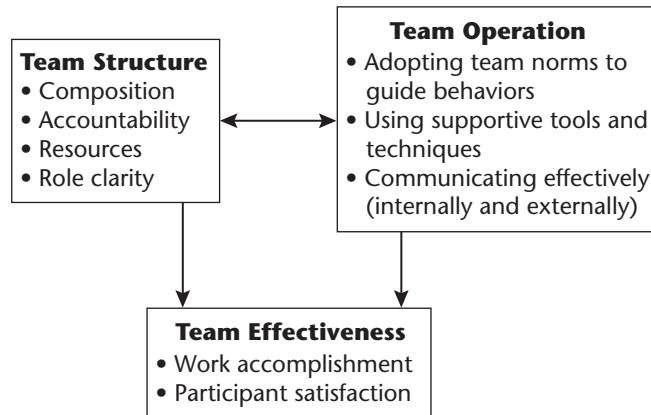 Team Structure
• Composition
• Accountability
• Resources
• Role clarity
Team Operation
• Adopting team norms to
guide behaviors
• Using supportive tools and
techniques
• Communicating effectively
(internally and externally)
Team Effectiveness
• Work accomplishment
• Participant satisfaction